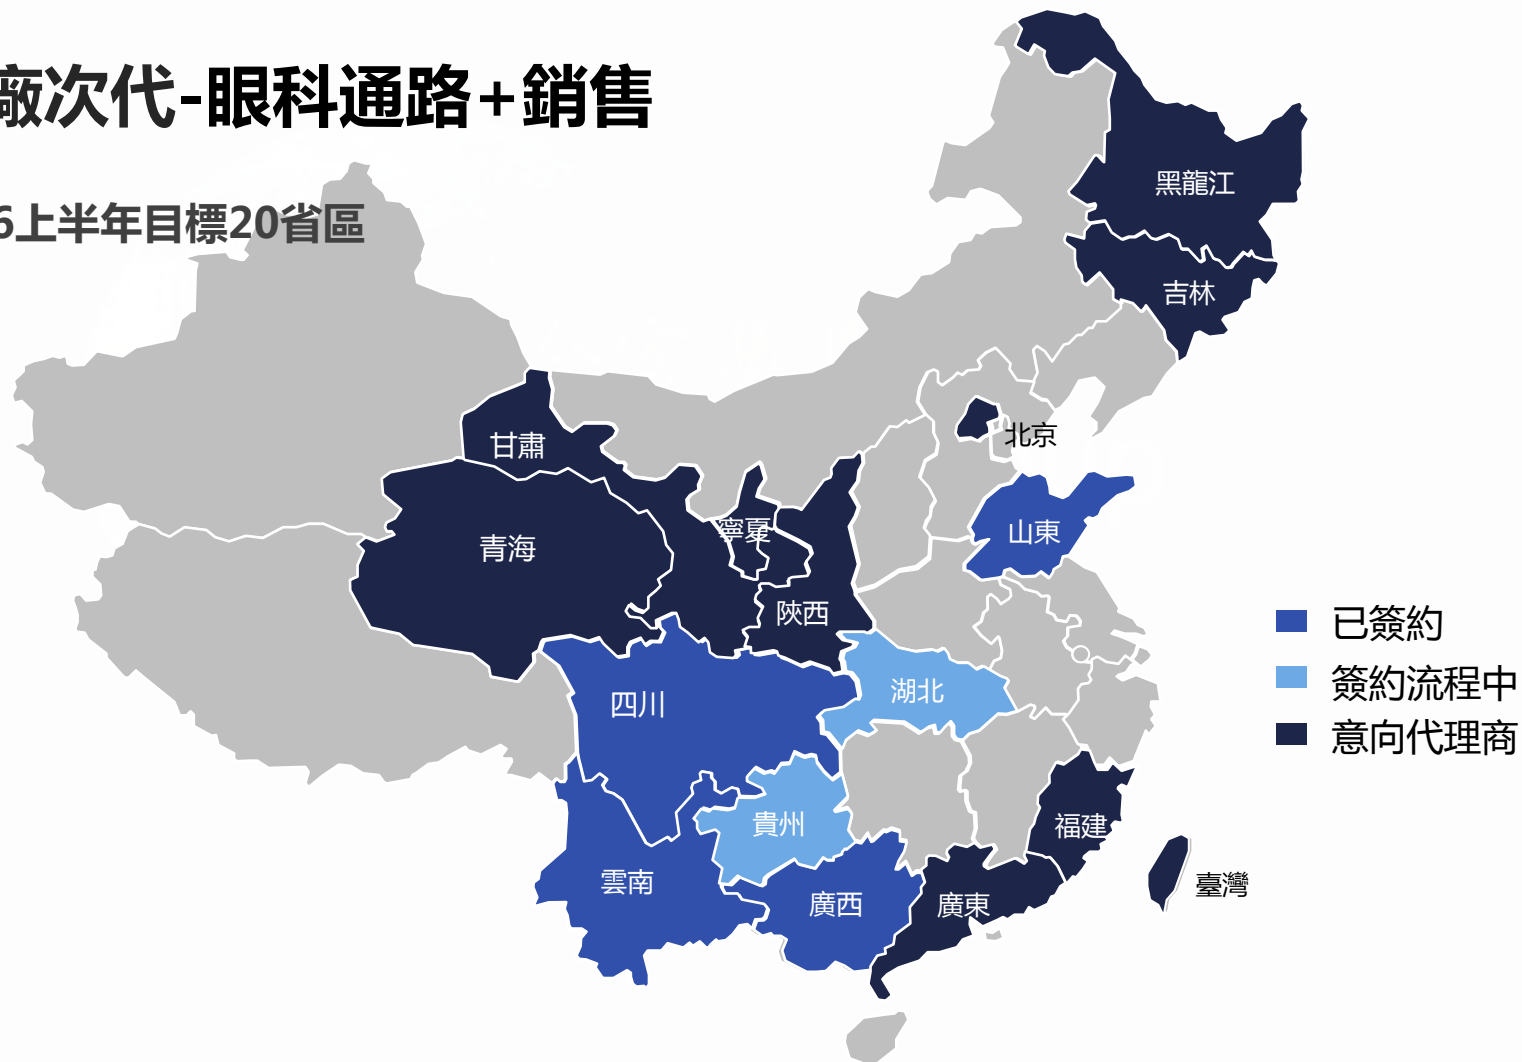 廠次代-眼科通路+銷售
6上半年目標20省區
黑龍江
吉林
北京
甘肅
寧夏
山東
青海
陝西
已簽約
湖北
簽約流程中
四川
意向代理商
貴州
福建
雲南
臺灣
廣西
廣東